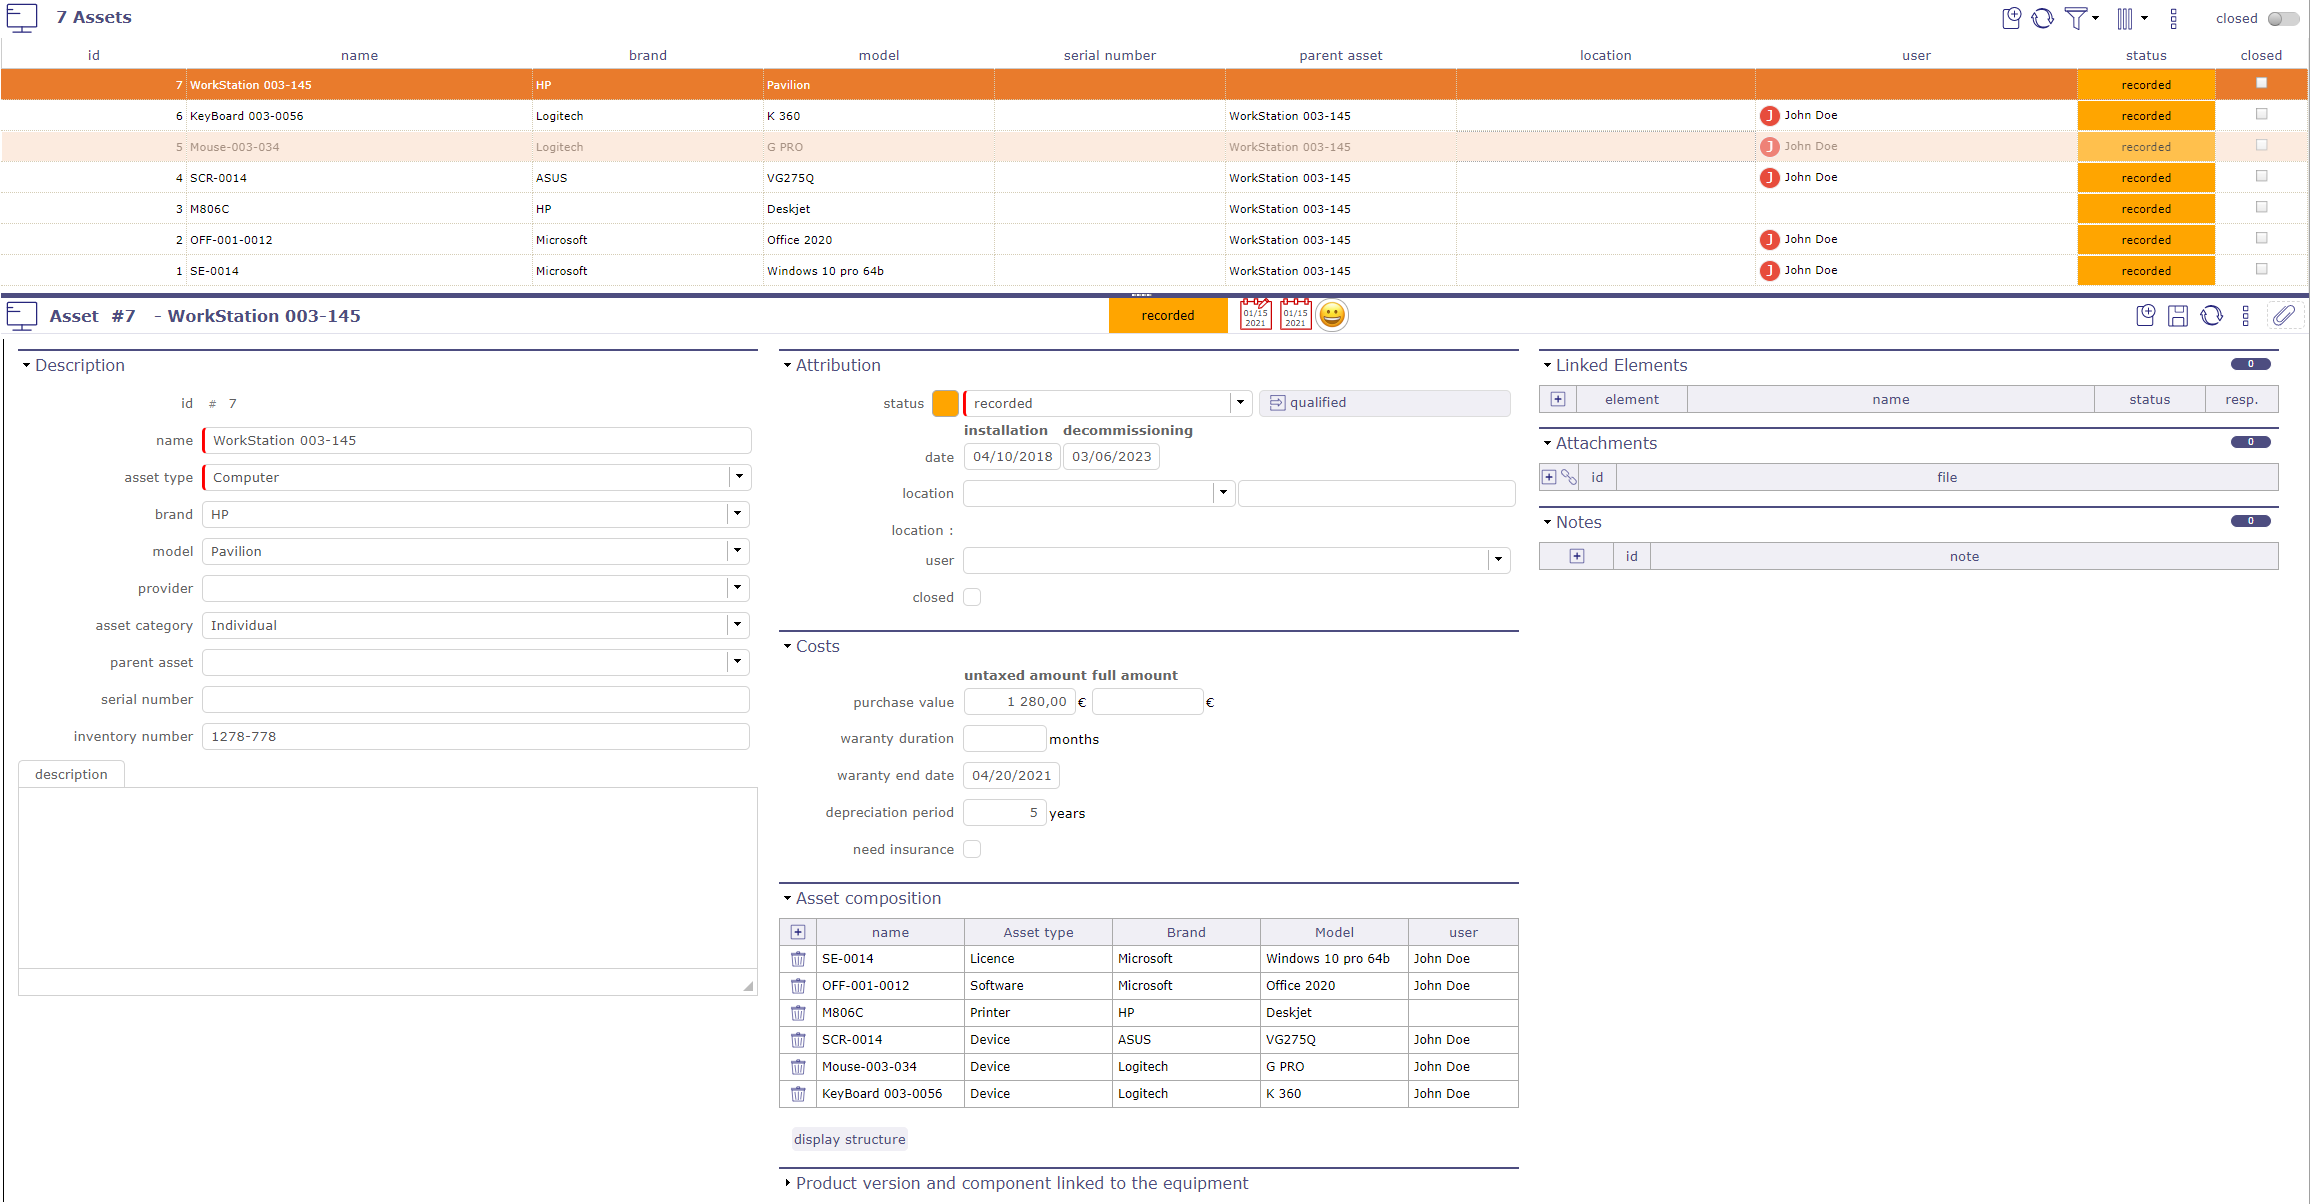 7 Assets
closed
id name brand model serial number parent asset location user status closed
7 WorkStation 003-145 HP Pavilion recorded
6 KeyBoard 003-0056 Logitech K 360 WorkStation 003-145 J John Doe recorded
5 Mouse-003-034 Logitech G PRO WorkStation 003-145 J John Doe recorded
4 SCR-0014 ASUS VG275Q WorkStation 003-145 J John Doe recorded
3 M806C HP Deskjet WorkStation 003-145 recorded
2 OFF-001-0012 Microsoft Office 2020 WorkStation 003-145 J John Doe recorded
1 SE-0014 Microsoft Windows 10 pro 64b WorkStation 003-145 J John Doe recorded
Asset #7 - WorkStation 003-145 recorded 01/15 2021 01/15 2021
Description
id # 7
name WorkStation 003-145
asset type Computer
brand HP
model Pavilion
provider
asset category Individual
parent asset
serial number
inventory number 1278-778
description
Attribution
status recorded qualified
installation decommissioning
date 04/10/2018 03/06/2023
location
location :
user
closed
Costs
untaxed amount full amount
purchase value 1 280,00 € €
waranty duration months
waranty end date 04/20/2021
depreciation period 5 years
need insurance
Asset composition
name Asset type Brand Model user
SE-0014 Licence Microsoft Windows 10 pro 64b John Doe
OFF-001-0012 Software Microsoft Office 2020 John Doe
M806C Printer HP Deskjet
SCR-0014 Device ASUS VG275Q John Doe
Mouse-003-034 Device Logitech G PRO John Doe
KeyBoard 003-0056 Device Logitech K 360 John Doe
display structure
Product version and component linked to the equipment
Linked Elements 0
element name status resp.
Attachments 0
id file
Notes 0
id note